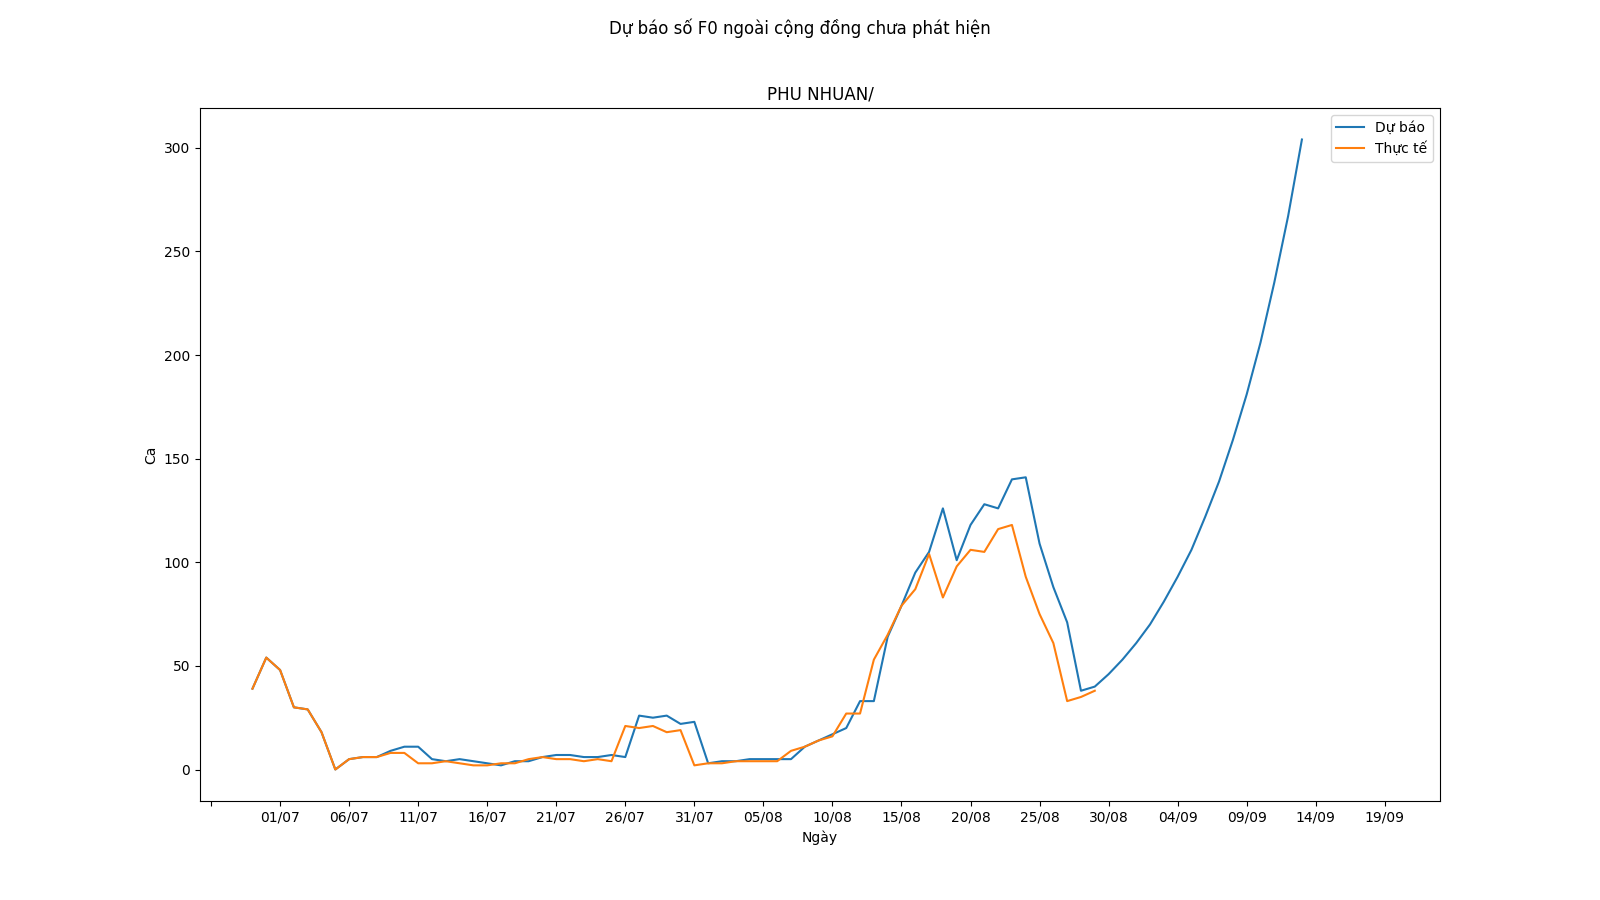 Dự báo số F0 ngoài cộng đồng chưa phát hiện
PHU NHUAN/
Dự báo
Thực tế
300
250
200
150
100
50
0
Ca
01/07 06/07 11/07 16/07 21/07 26/07 31/07 05/08 10/08 15/08 20/08 25/08 30/08 04/09 09/09 14/09 19/09
Ngày